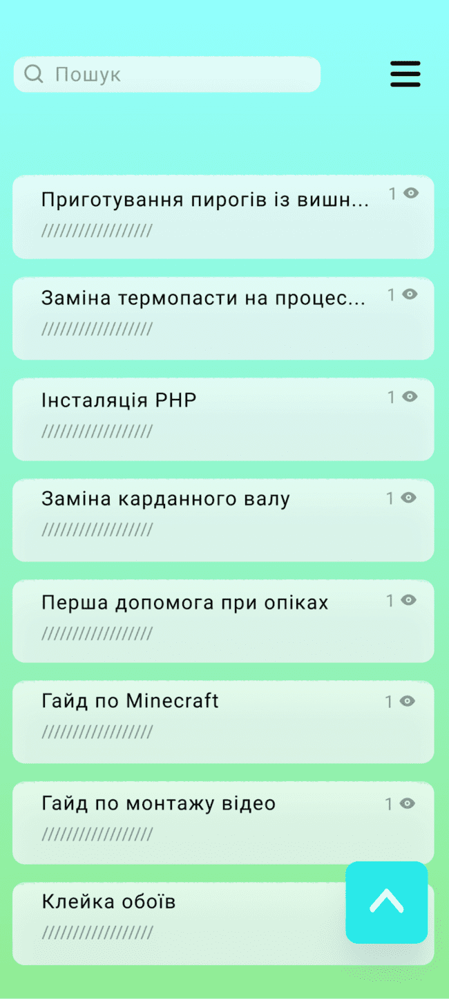 Пошук
Приготування пирогів із вишн...
1
//////////////////
Заміна термопасти на процес...
1
//////////////////
Інсталяція PHP
1
//////////////////
Заміна карданного валу
1
//////////////////
Перша допомога при опіках
1
//////////////////
Гайд по Minecraft
1
//////////////////
Гайд по монтажу відео
1
//////////////////
Клейка обоїв
//////////////////